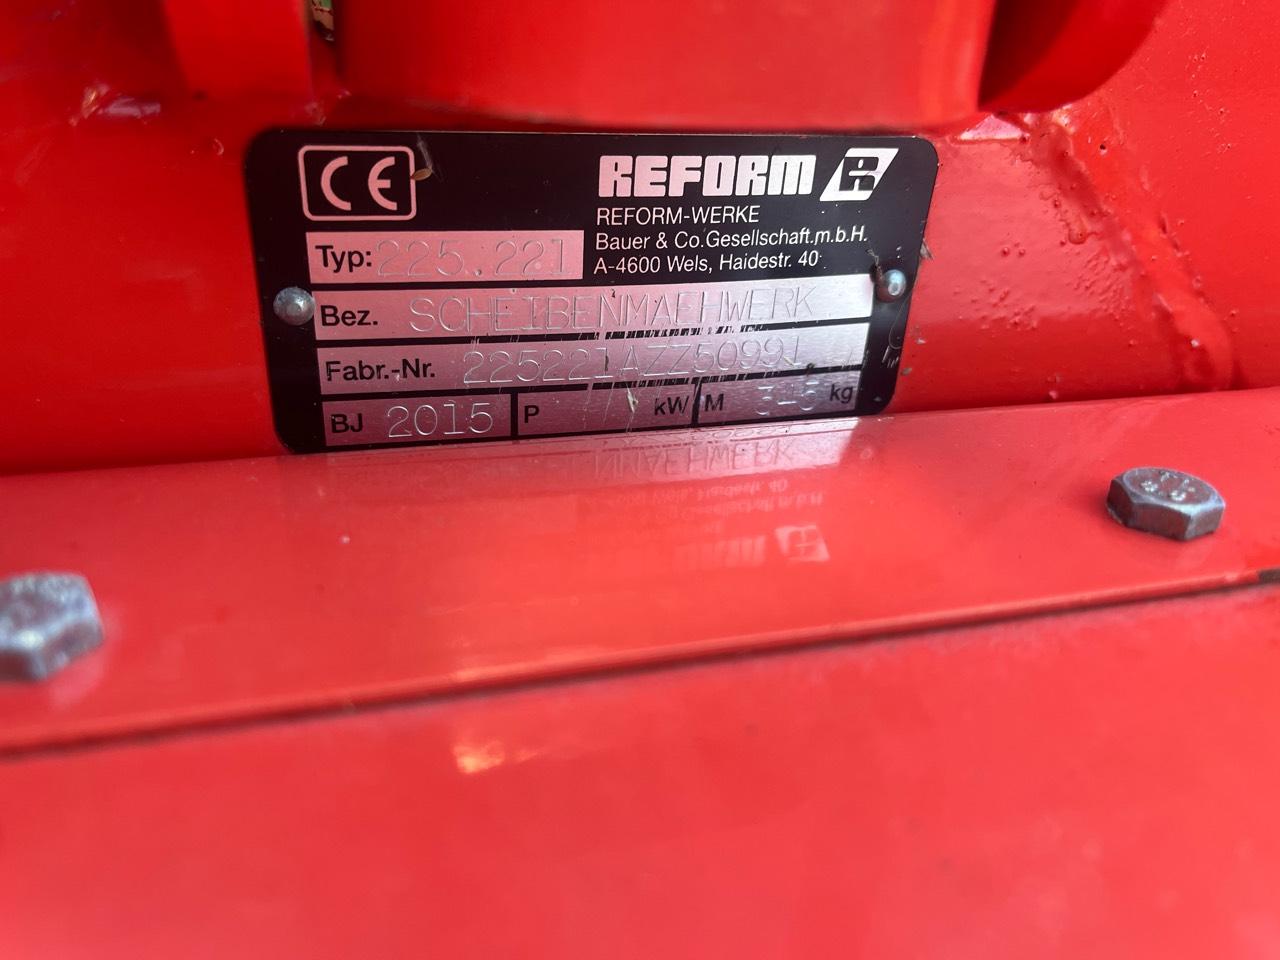 CE
REFORM R
REFORM-WERKE
Bauer & Co.Gesellschaft.m.b.H.
A-4600 Wels, Haidestr. 40
Typ: 225.221
Bez. SCHEIBENMAEHWERK
Fabr.-Nr. 225221AZZ50991
BJ 2015 P kW M kg